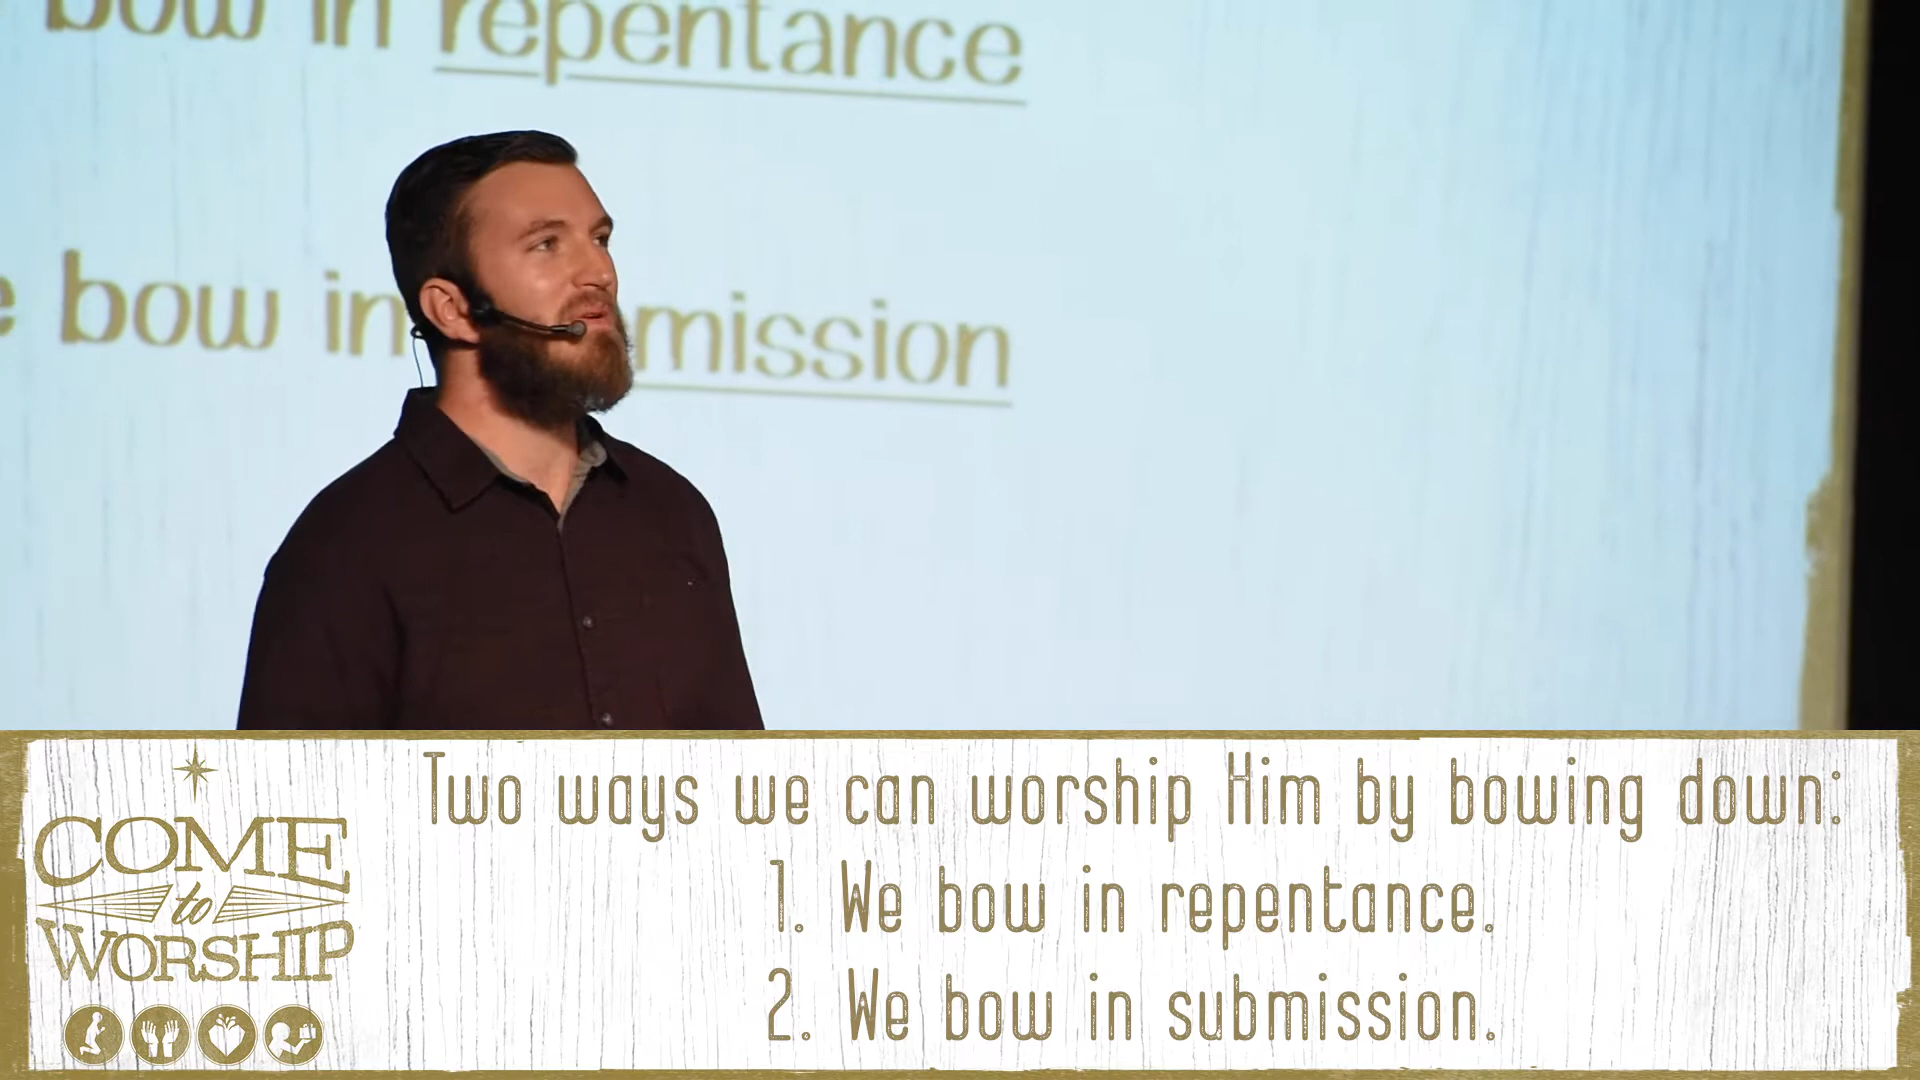 bow in repentance
e bow in mission
COME
to
WORSHIP
Two ways we can worship Him by bowing down:
1. We bow in repentance.
2. We bow in submission.